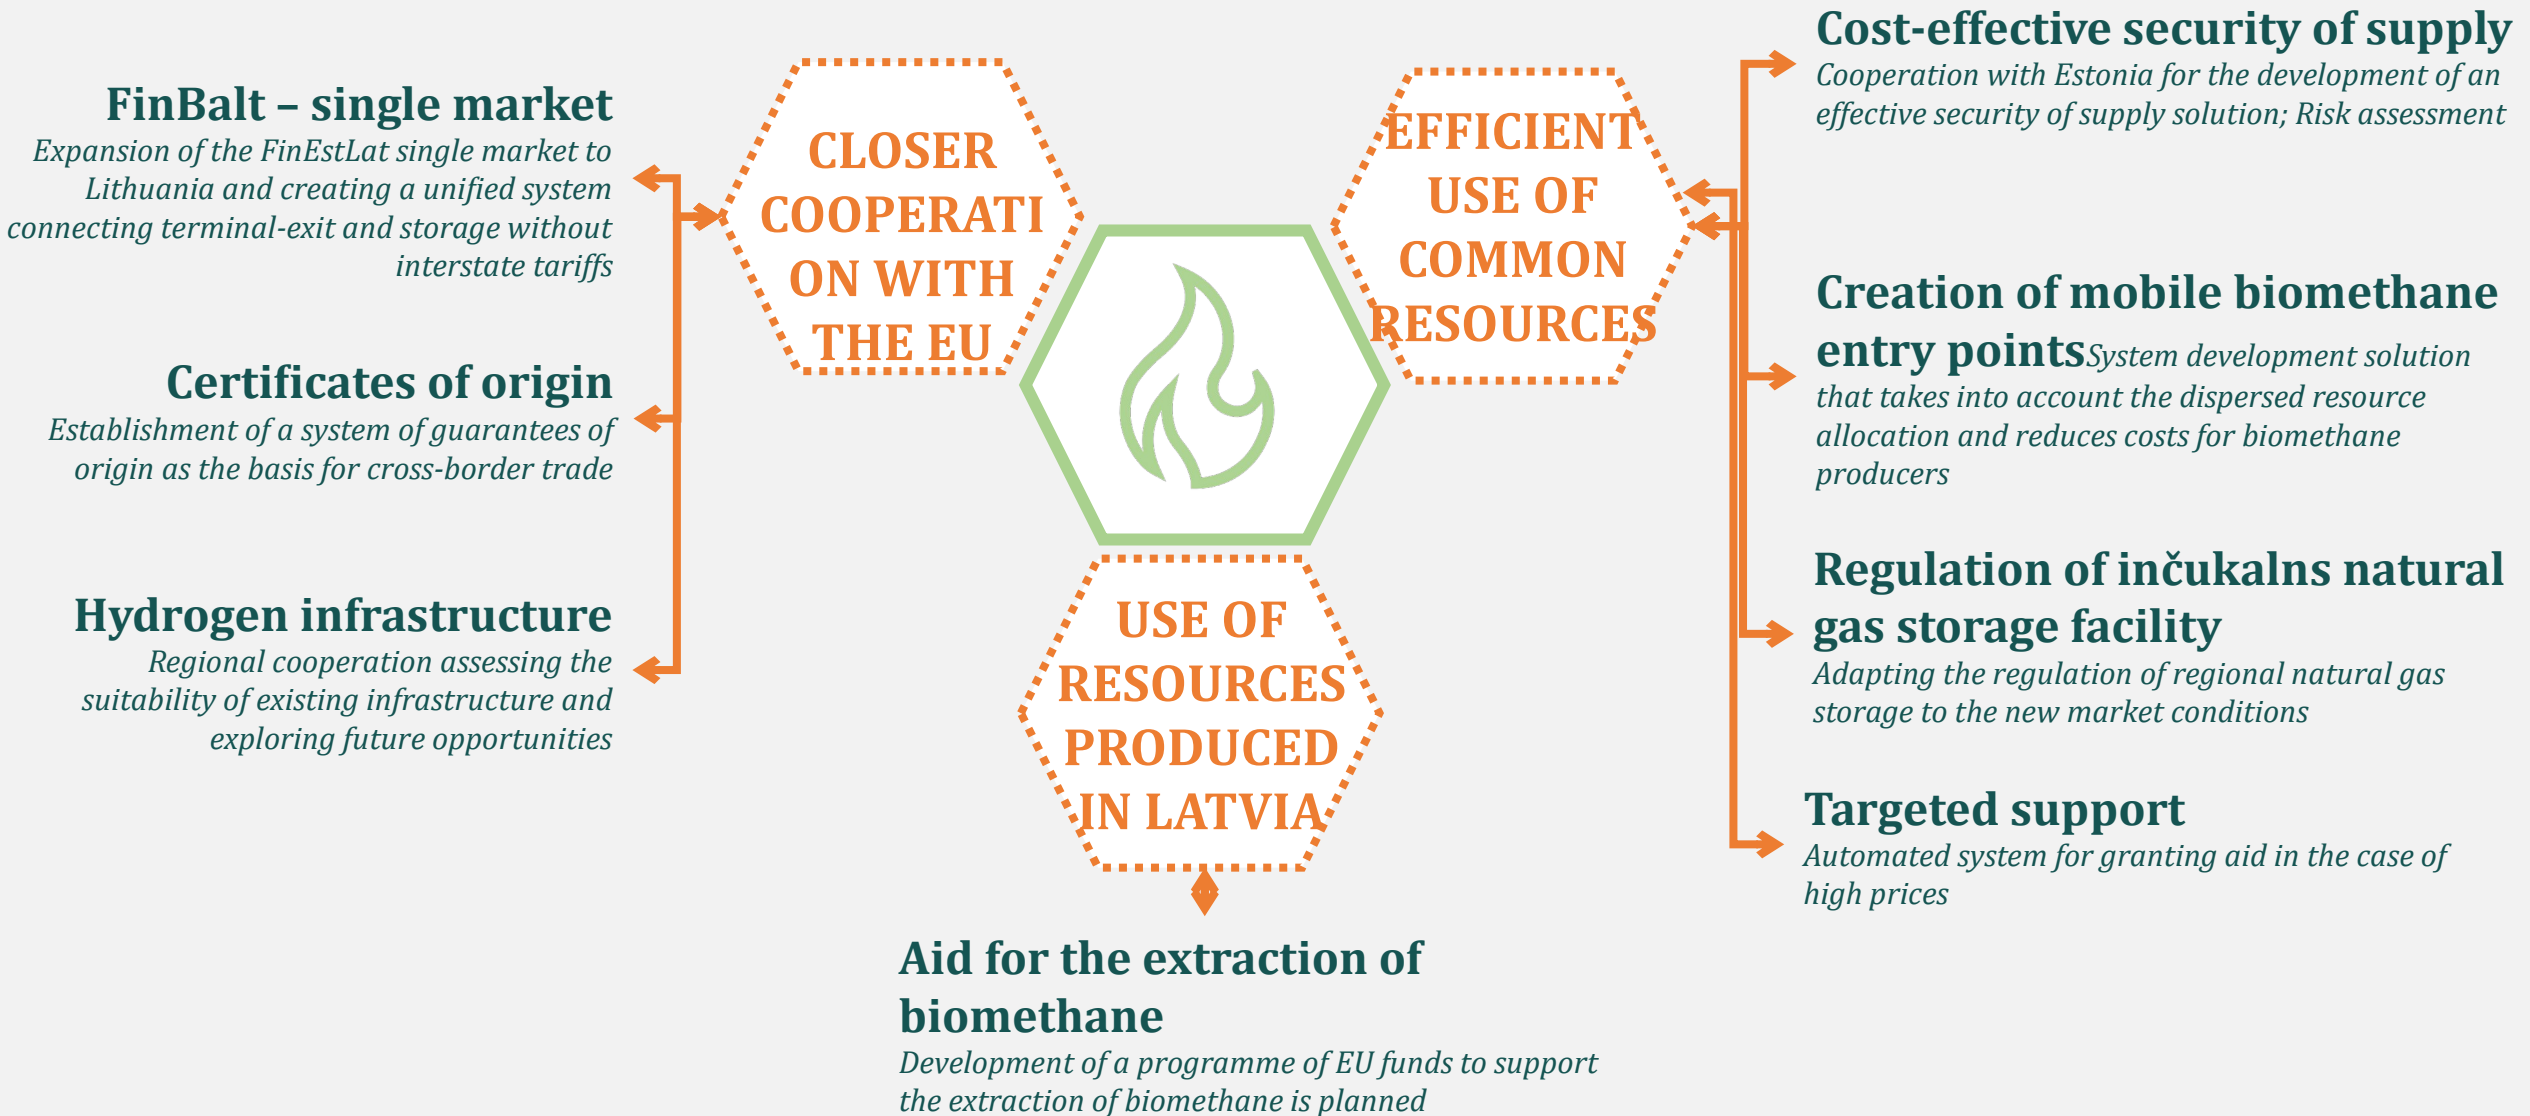 FinBalt – single market
Expansion of the FinEstLat single market to
Lithuania and creating a unified system
connecting terminal-exit and storage without
interstate tariffs
Certificates of origin
Establishment of a system of guarantees of
origin as the basis for cross-border trade
Hydrogen infrastructure
Regional cooperation assessing the
suitability of existing infrastructure and
exploring future opportunities
CLOSER
COOPERATI
ON WITH
THE EU
EFFICIENT
USE OF
COMMON
RESOURCES
USE OF
RESOURCES
PRODUCED
IN LATVIA
Aid for the extraction of
biomethane
Development of a programme of EU funds to support
the extraction of biomethane is planned
Cost-effective security of supply
Cooperation with Estonia for the development of an
effective security of supply solution; Risk assessment
Creation of mobile biomethane
entry pointsSystem development solution
that takes into account the dispersed resource
allocation and reduces costs for biomethane
producers
Regulation of inčukalns natural
gas storage facility
Adapting the regulation of regional natural gas
storage to the new market conditions
Targeted support
Automated system for granting aid in the case of
high prices